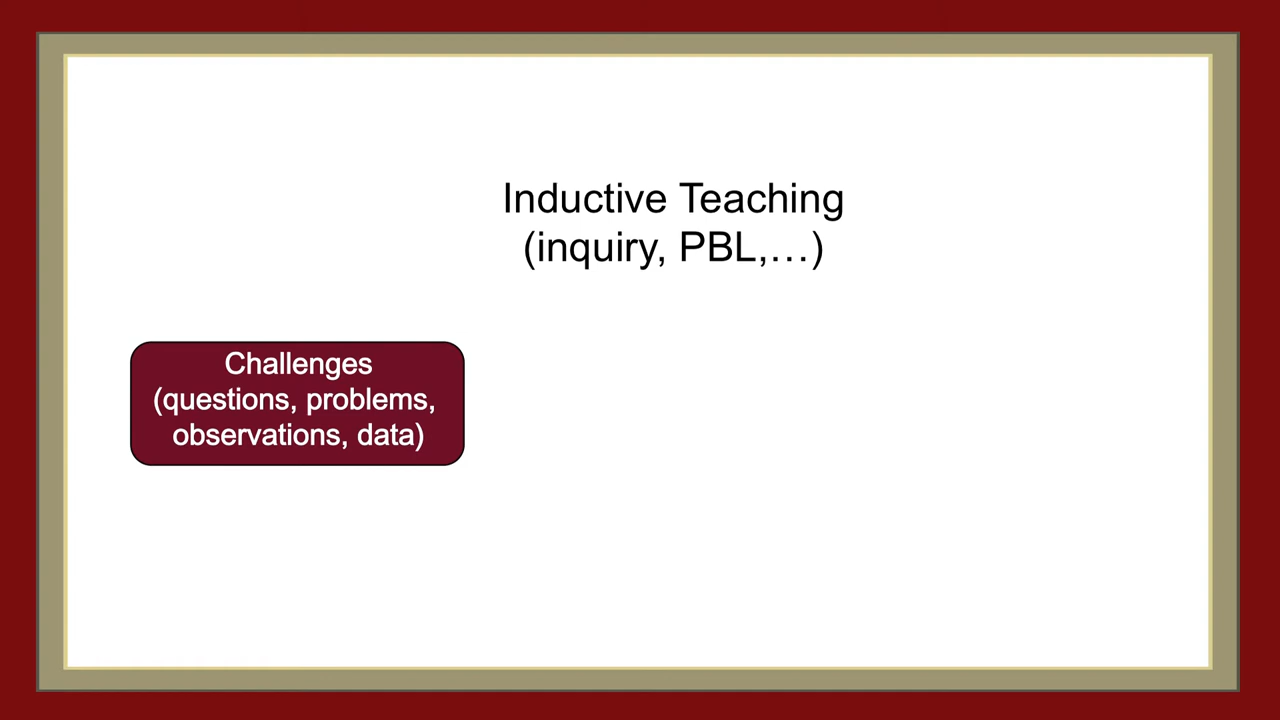 Inductive Teaching
(inquiry, PBL,…)
Challenges
(questions, problems,
observations, data)